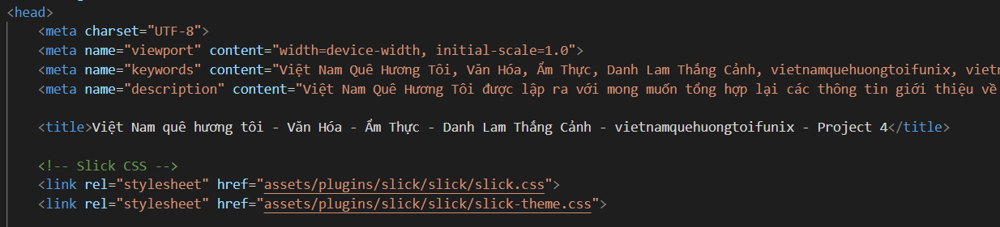 <head>
<meta charset="UTF-8">
<meta name="viewport" content="width=device-width, initial-scale=1.0">
<meta name="keywords" content="Việt Nam Quê Hương Tôi, Văn Hóa, Ẩm Thực, Danh Lam Thắng Cảnh, vietnamquehuongtoifunix, vietn
<meta name="description" content="Việt Nam Quê Hương Tôi được lập ra với mong muốn tổng hợp lại các thông tin giới thiệu về
<title>Việt Nam quê hương tôi - Văn Hóa - Ẩm Thực - Danh Lam Thắng Cảnh - vietnamquehuongtoifunix - Project 4</title>
<!-- Slick CSS -->
<link rel="stylesheet" href="assets/plugins/slick/slick/slick.css">
<link rel="stylesheet" href="assets/plugins/slick/slick/slick-theme.css">